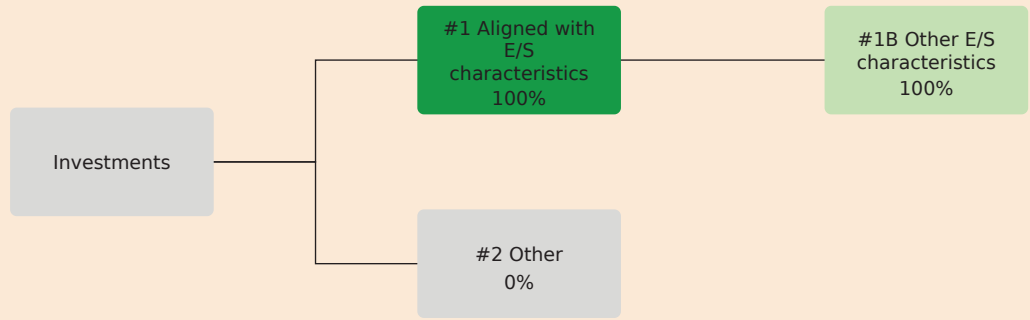 #1 Aligned with
E/S
characteristics
100%
#1B Other E/S
characteristics
100%
Investments
#2 Other
0%